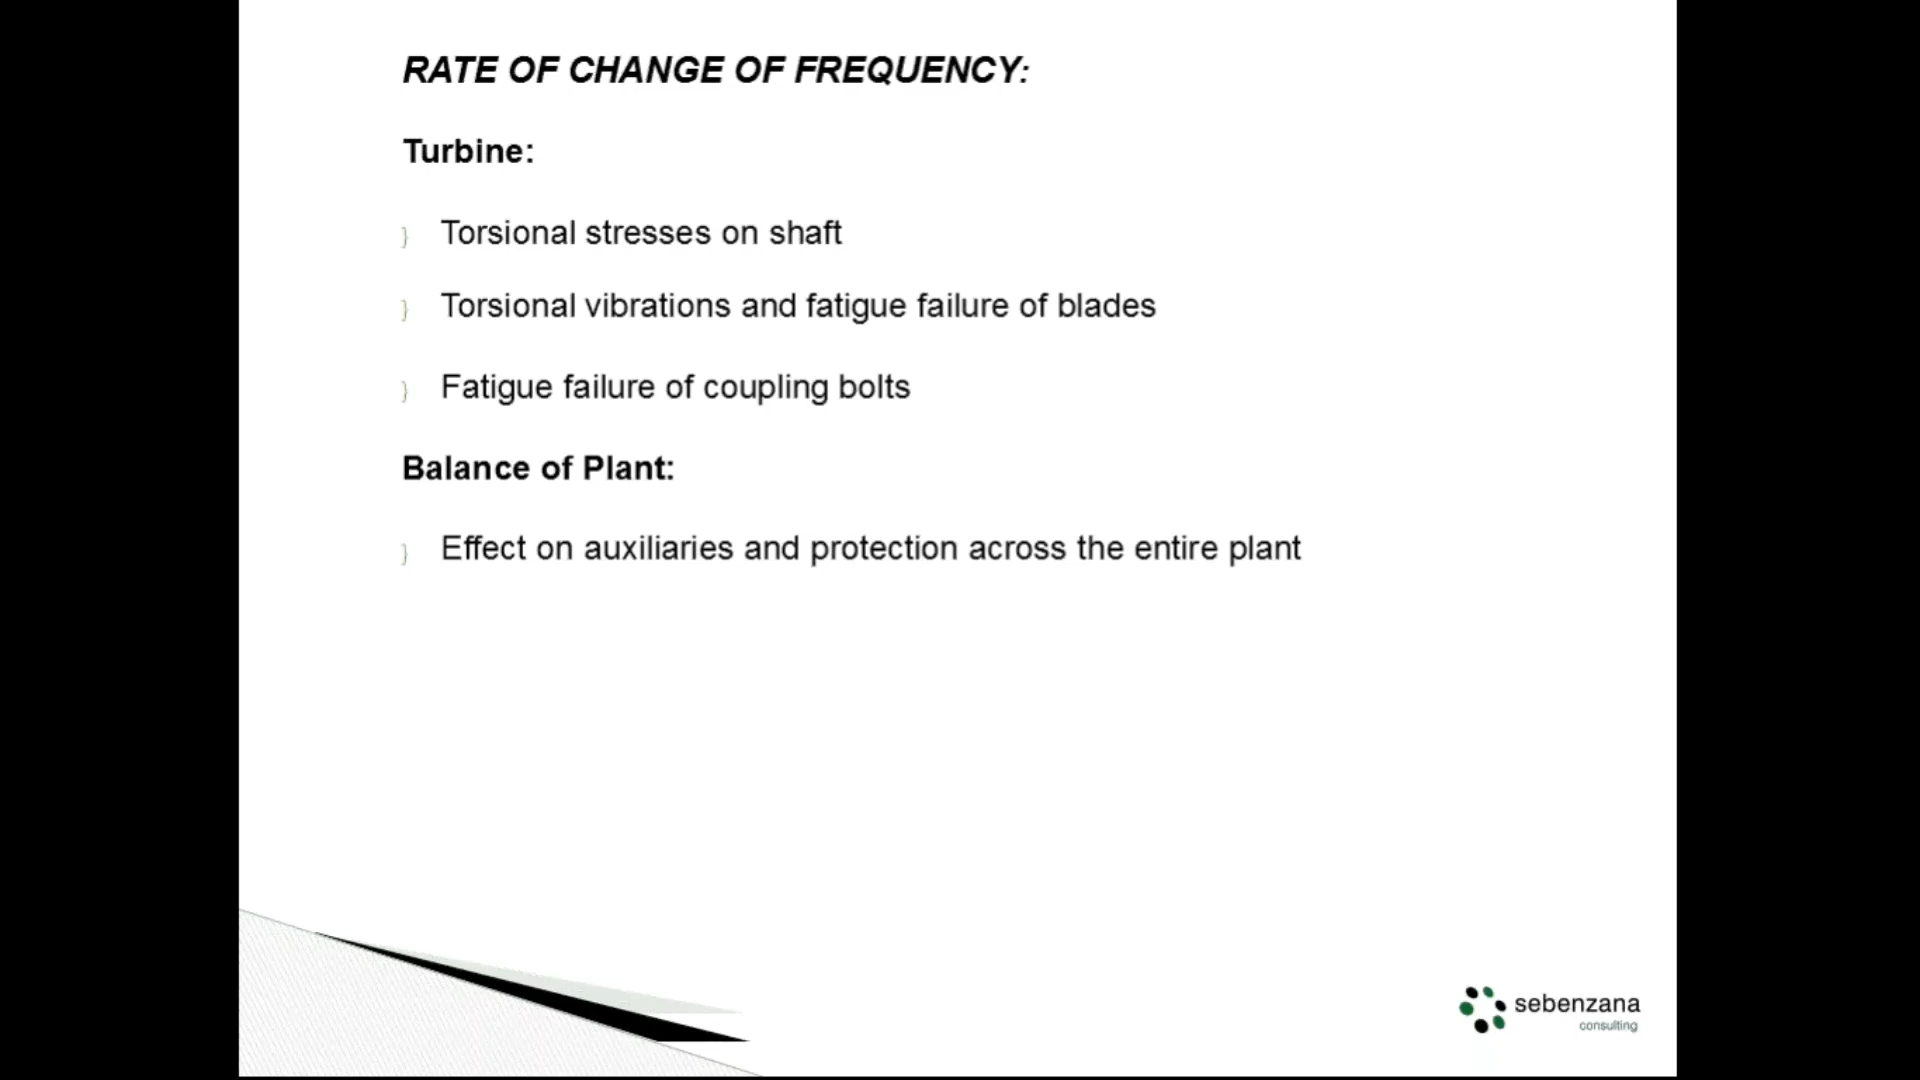 RATE OF CHANGE OF FREQUENCY:
Turbine:
} Torsional stresses on shaft
} Torsional vibrations and fatigue failure of blades
} Fatigue failure of coupling bolts
Balance of Plant:
} Effect on auxiliaries and protection across the entire plant
sebenzana
consulting